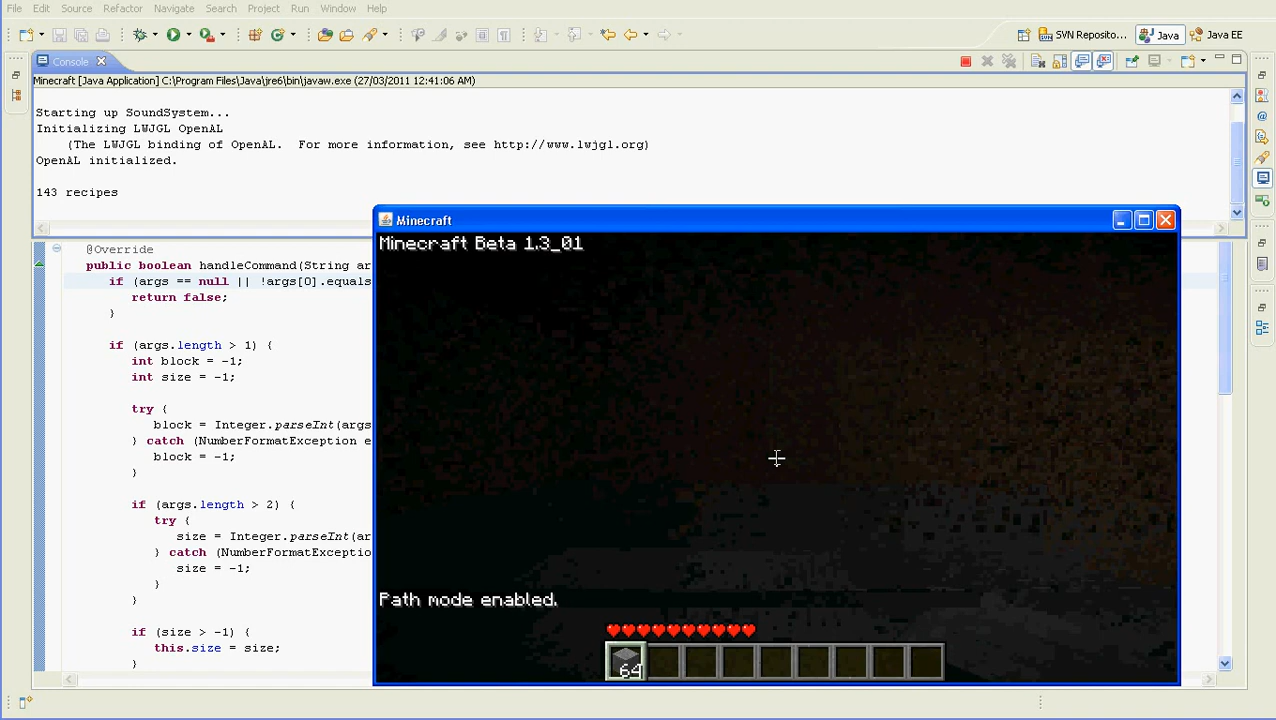 File Edit Source Refactor Navigate Search Project Run Window Help
SVN Reposito... Java Java EE
Console
Minecraft [Java Application] C:\Program Files\Java\jre6\bin\javaw.exe (27/03/2011 12:41:06 AM)
Starting up SoundSystem...
Initializing LWJGL OpenAL
(The LWJGL binding of OpenAL. For more information, see http://www.lwjgl.org)
OpenAL initialized.
143 recipes
Minecraft
Minecraft Beta 1.3_01
@Override
public boolean handleCommand(String ar
if (args == null || !args[0].equals
return false;
}
if (args.length > 1) {
int block = -1;
int size = -1;
try {
block = Integer.parseInt(args
} catch (NumberFormatException e
block = -1;
}
if (args.length > 2) {
try {
size = Integer.parseInt(ar
} catch (NumberFormatExceptio
size = -1;
}
}
Path mode enabled.
if (size > -1) {
this.size = size;
}
64